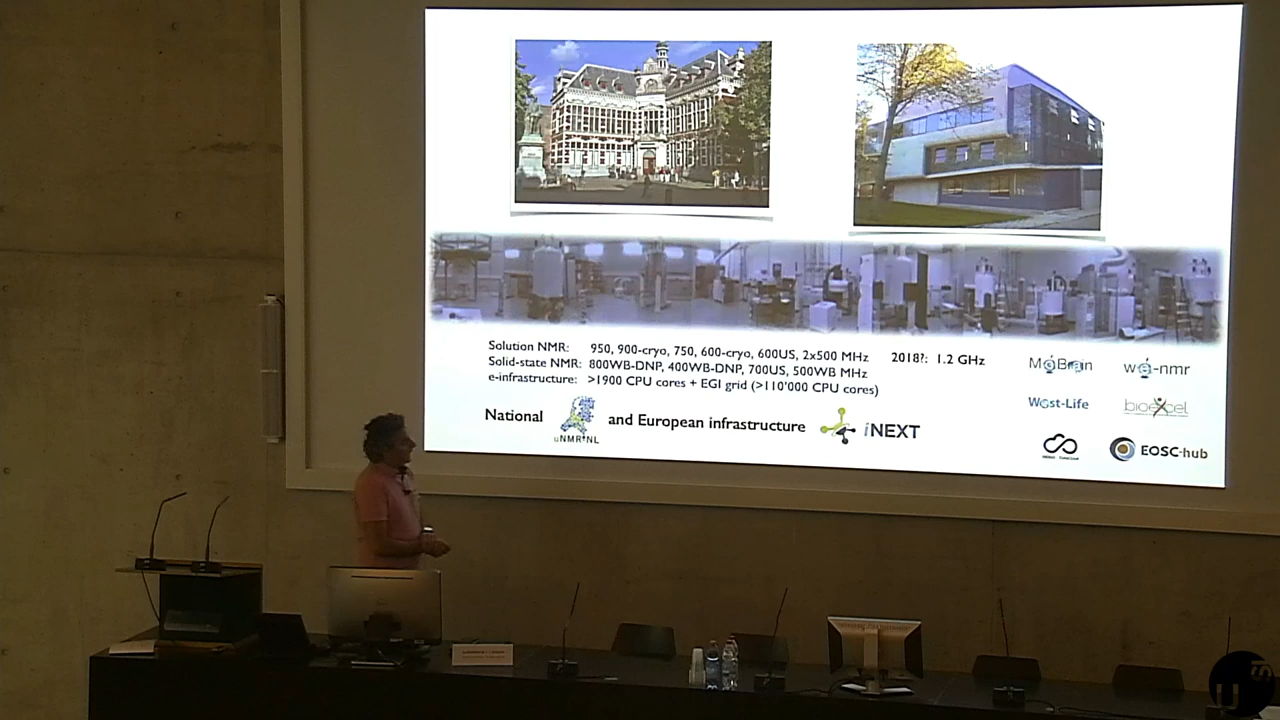 Solution NMR: 950, 900-cryo, 750, 600-cryo, 600US, 2x500 MHz 2018?: 1.2 GHz
Solid-state NMR: 800WB-DNP, 400WB-DNP, 700US, 500WB MHz
e-infrastructure: >1900 CPU cores + EGI grid (>110'000 CPU cores)
National uNMR-NL and European infrastructure iNEXT
MoBrain we-nmr
West-Life bioexcel
EOSC-hub